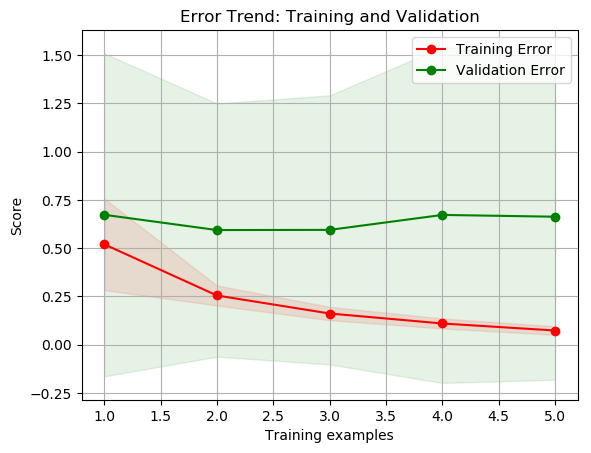 Error Trend: Training and Validation
Training Error
Validation Error
Score
1.50
1.25
1.00
0.75
0.50
0.25
0.00
−0.25
1.0 1.5 2.0 2.5 3.0 3.5 4.0 4.5 5.0
Training examples